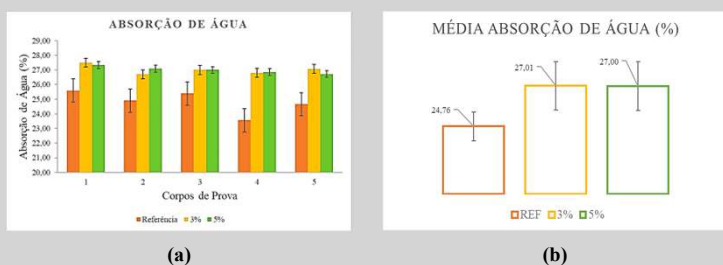 ABSORÇÃO DE ÁGUA
Absorção de Água (%)
29,00
28,00
27,00
26,00
25,00
24,00
23,00
22,00
21,00
20,00
1 2 3 4 5
Corpos de Prova
Referência 3% 5%
(a)
MÉDIA ABSORÇÃO DE ÁGUA (%)
24,76
27,01
27,00
REF 3% 5%
(b)